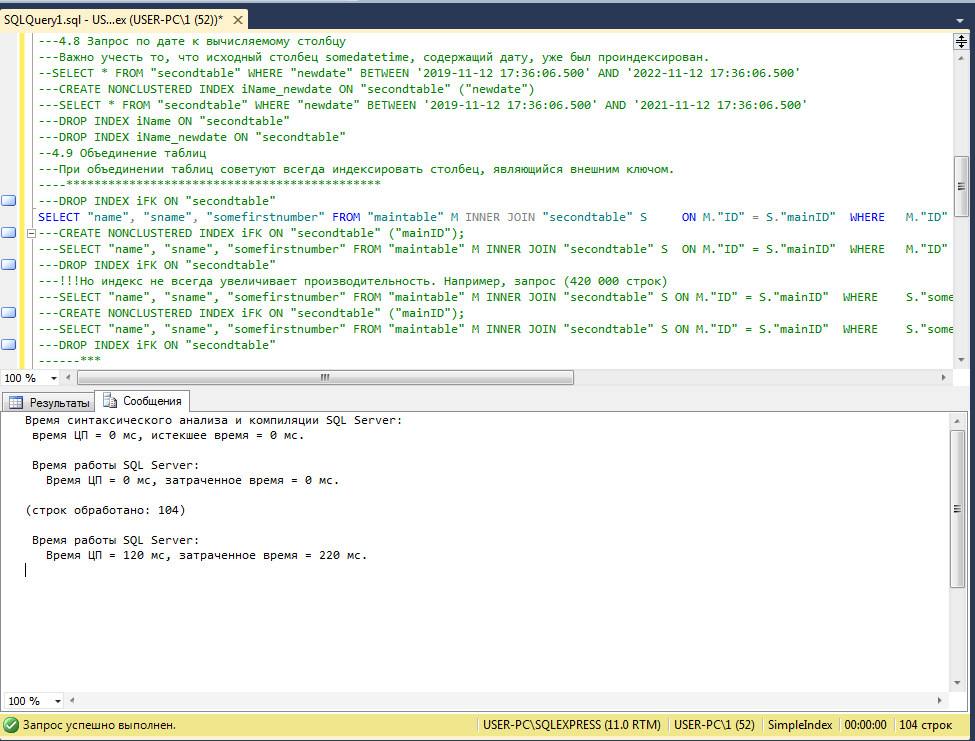 SQLQuery1.sql - US...ex (USER-PC\1 (52))*
---4.8 Запрос по дате к вычисляемому столбцу
---Важно учесть то, что исходный столбец somedatetime, содержащий дату, уже был проиндексирован.
--SELECT * FROM "secondtable" WHERE "newdate" BETWEEN '2019-11-12 17:36:06.500' AND '2022-11-12 17:36:06.500'
---CREATE NONCLUSTERED INDEX iName_newdate ON "secondtable" ("newdate")
---SELECT * FROM "secondtable" WHERE "newdate" BETWEEN '2019-11-12 17:36:06.500' AND '2021-11-12 17:36:06.500'
---DROP INDEX iName ON "secondtable"
---DROP INDEX iName_newdate ON "secondtable"
--4.9 Объединение таблиц
---При объединении таблиц советуют всегда индексировать столбец, являющийся внешним ключом.
----*********************************************
---DROP INDEX iFK ON "secondtable"
SELECT "name", "sname", "somefirstnumber" FROM "maintable" M INNER JOIN "secondtable" S ON M."ID" = S."mainID" WHERE M."ID"
---CREATE NONCLUSTERED INDEX iFK ON "secondtable" ("mainID");
---SELECT "name", "sname", "somefirstnumber" FROM "maintable" M INNER JOIN "secondtable" S ON M."ID" = S."mainID" WHERE M."ID"
---DROP INDEX iFK ON "secondtable"
---!!!Но индекс не всегда увеличивает производительность. Например, запрос (420 000 строк)
---SELECT "name", "sname", "somefirstnumber" FROM "maintable" M INNER JOIN "secondtable" S ON M."ID" = S."mainID" WHERE S."some
---CREATE NONCLUSTERED INDEX iFK ON "secondtable" ("mainID");
---SELECT "name", "sname", "somefirstnumber" FROM "maintable" M INNER JOIN "secondtable" S ON M."ID" = S."mainID" WHERE S."some
---DROP INDEX iFK ON "secondtable"
------***
100 %
Результаты Сообщения
Время синтаксического анализа и компиляции SQL Server:
время ЦП = 0 мс, истекшее время = 0 мс.
Время работы SQL Server:
Время ЦП = 0 мс, затраченное время = 0 мс.
(строк обработано: 104)
Время работы SQL Server:
Время ЦП = 120 мс, затраченное время = 220 мс.
100 %
Запрос успешно выполнен. USER-PC\SQLEXPRESS (11.0 RTM) USER-PC\1 (52) SimpleIndex 00:00:00 104 строк